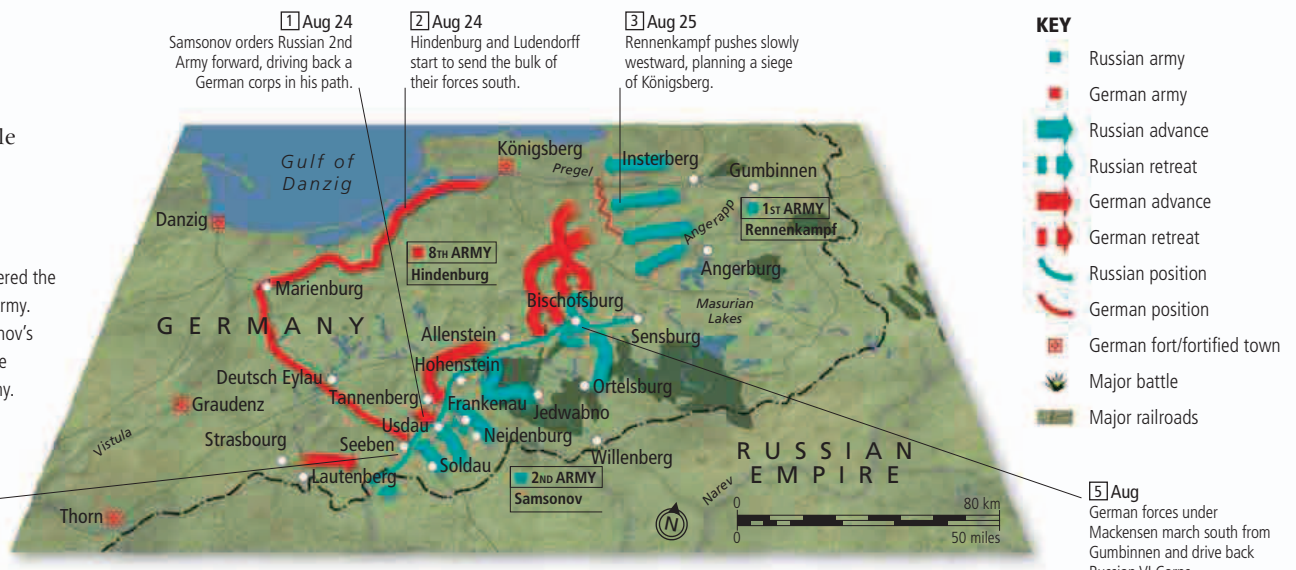 1 Aug 24
Samsonov orders Russian 2nd
Army forward, driving back a
German corps in his path.
2 Aug 24
Hindenburg and Ludendorff
start to send the bulk of
their forces south.
3 Aug 25
Rennenkampf pushes slowly
westward, planning a siege
of Königsberg.
le
ered the
rmy.
nov's
e
ny.
KEY
Russian army
German army
Russian advance
Russian retreat
German advance
German retreat
Russian position
German position
German fort/fortified town
Major battle
Major railroads
Gulf of
Danzig
Königsberg
Pregel
Insterberg
Gumbinnen
Danzig
Angerapp
1ST ARMY
Rennenkampf
8TH ARMY
Hindenburg
Angerburg
Marienburg
Bischofsburg
Masurian
Lakes
GERMANY
Allenstein
Sensburg
Hohenstein
Deutsch Eylau
Ortelsburg
Tannenberg
Frankenau
Jedwabno
Graudenz
Usdau
Vistula
Strasbourg
Seeben
Neidenburg
Willenberg
RUSSIAN
EMPIRE
Lautenberg
Soldau
2ND ARMY
Samsonov
Narev
Thorn
N
0
80 km
0
50 miles
5 Aug
German forces under
Mackensen march south from
Gumbinnen and drive back
Russian VI Corps